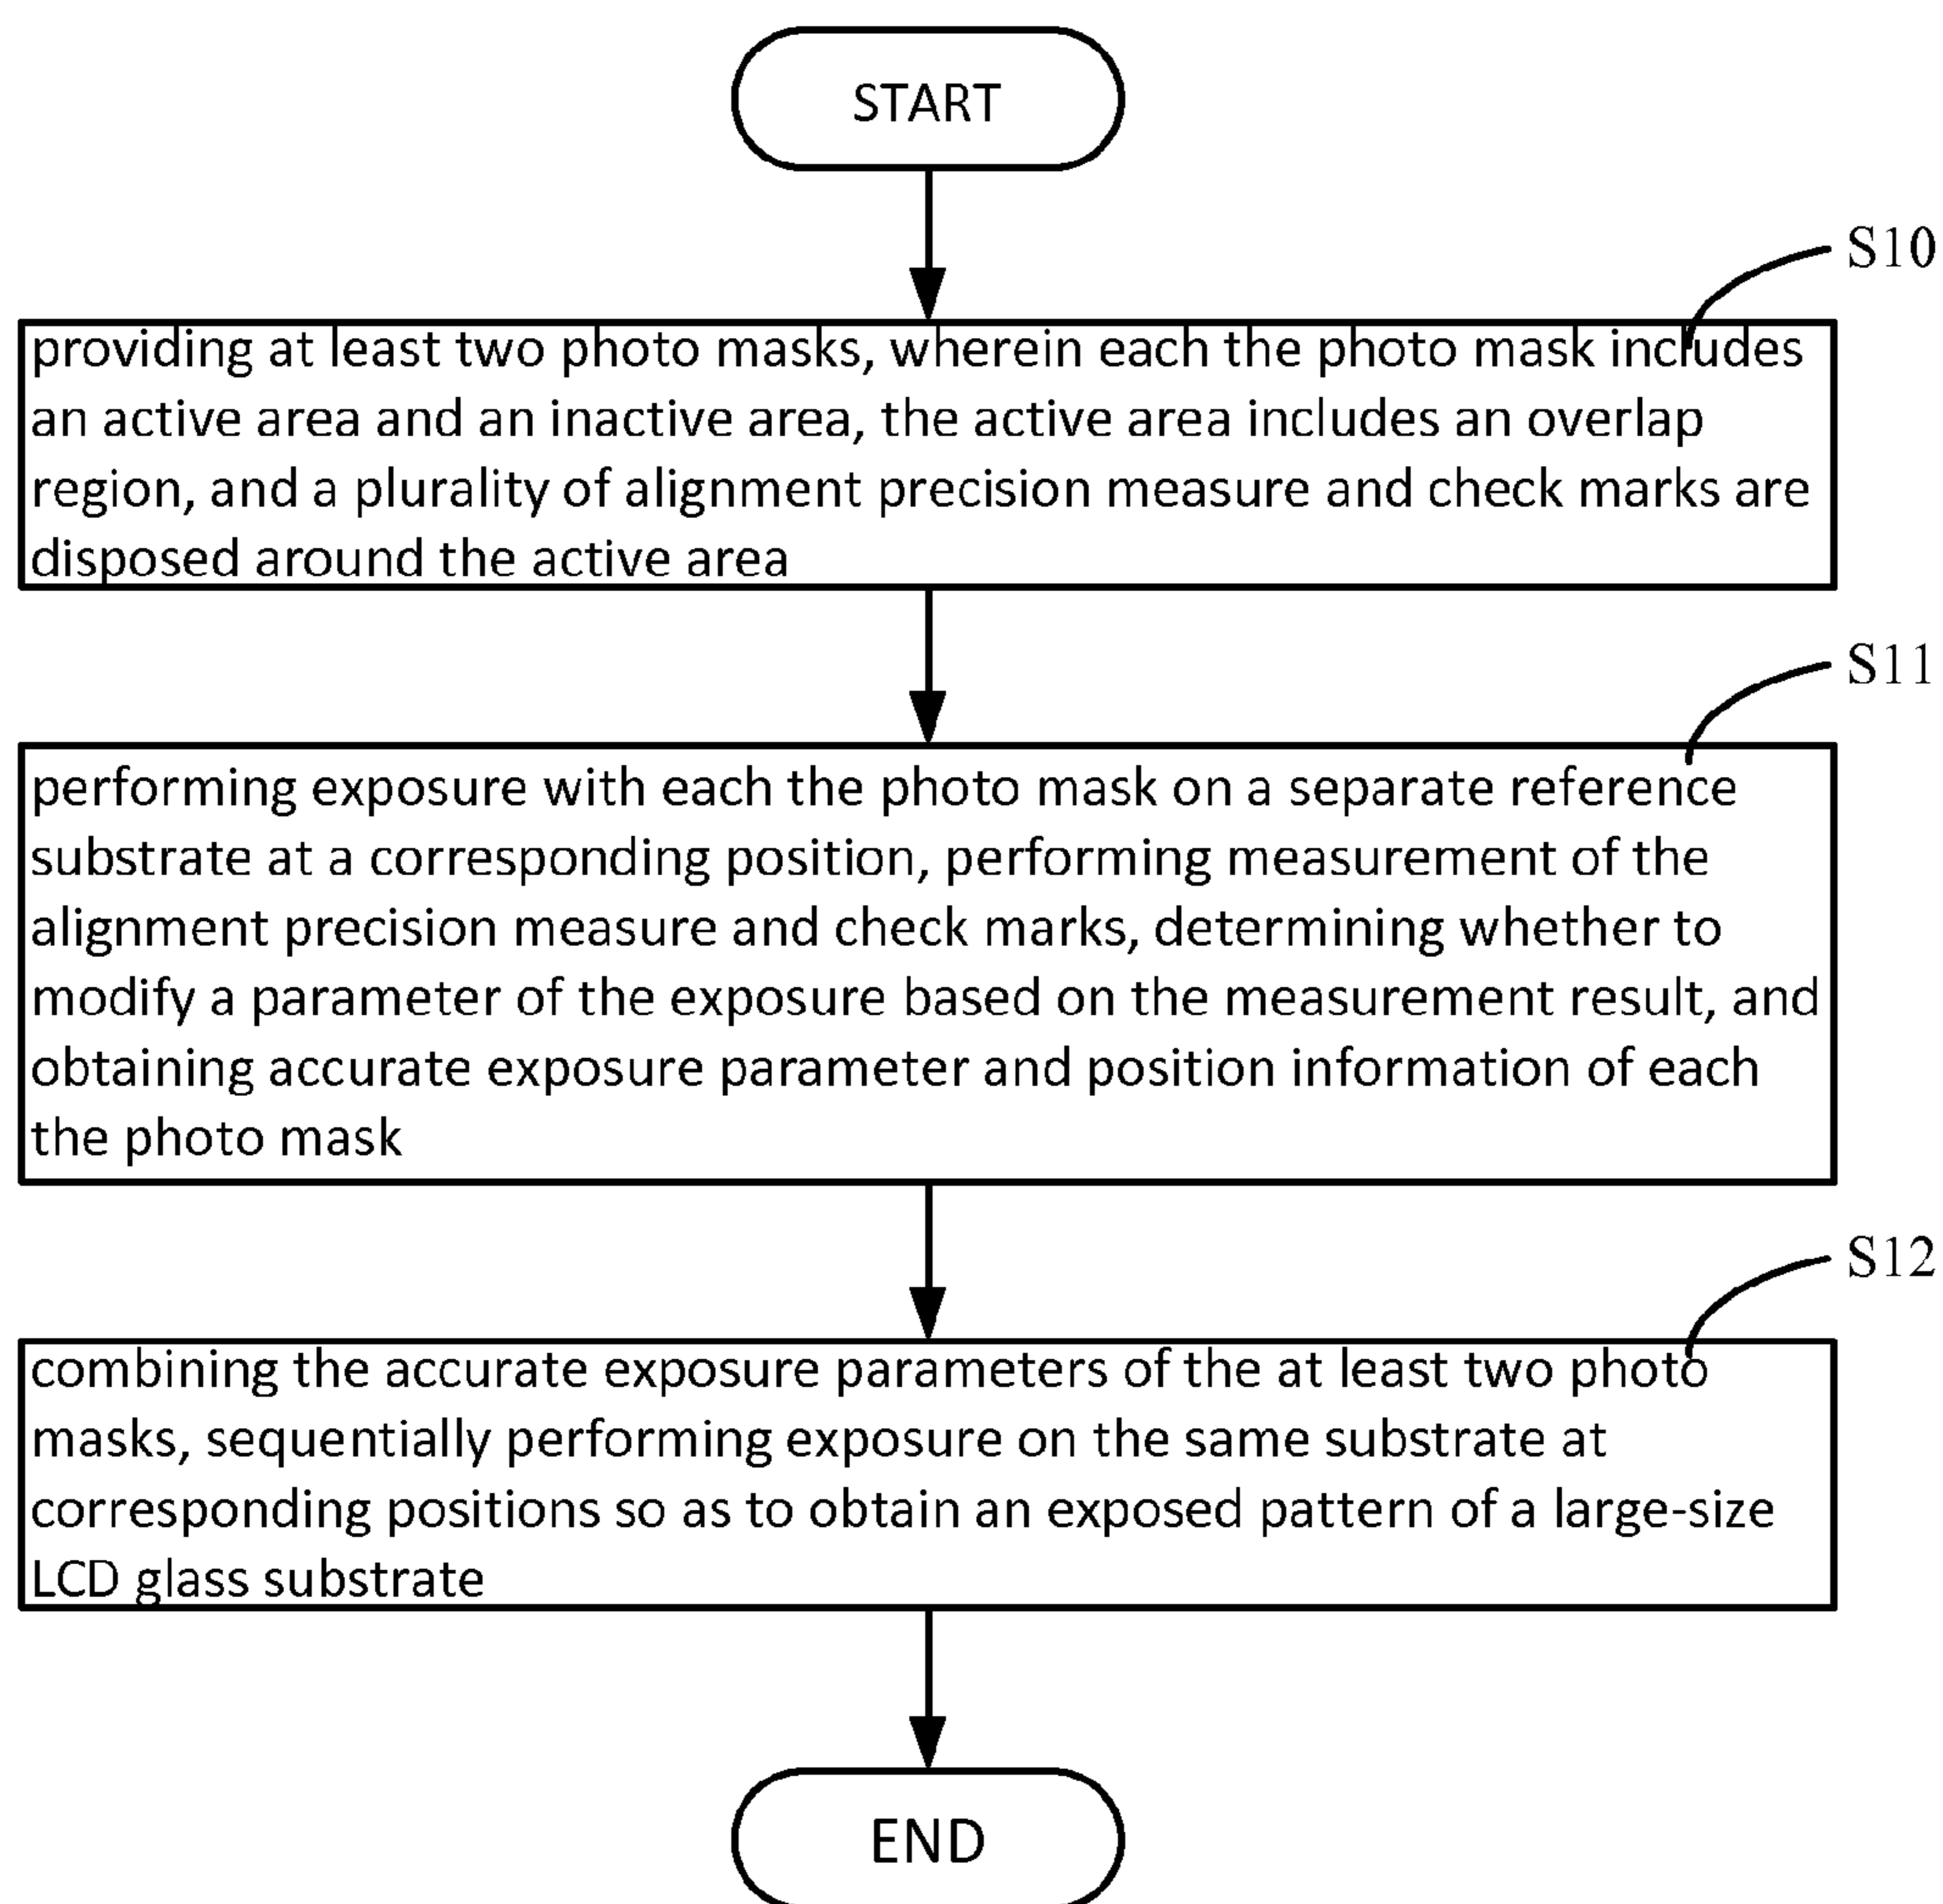 START
S10
providing at least two photo masks, wherein each the photo mask includes
an active area and an inactive area, the active area includes an overlap
region, and a plurality of alignment precision measure and check marks are
disposed around the active area
S11
performing exposure with each the photo mask on a separate reference
substrate at a corresponding position, performing measurement of the
alignment precision measure and check marks, determining whether to
modify a parameter of the exposure based on the measurement result, and
obtaining accurate exposure parameter and position information of each
the photo mask
S12
combining the accurate exposure parameters of the at least two photo
masks, sequentially performing exposure on the same substrate at
corresponding positions so as to obtain an exposed pattern of a large-size
LCD glass substrate
END